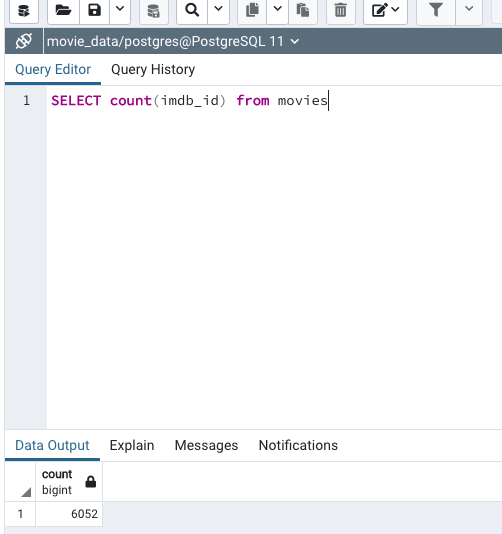 movie_data/postgres@PostgreSQL 11
Query Editor Query History
1 SELECT count(imdb_id) from movies
Data Output Explain Messages Notifications
count
bigint
1 6052